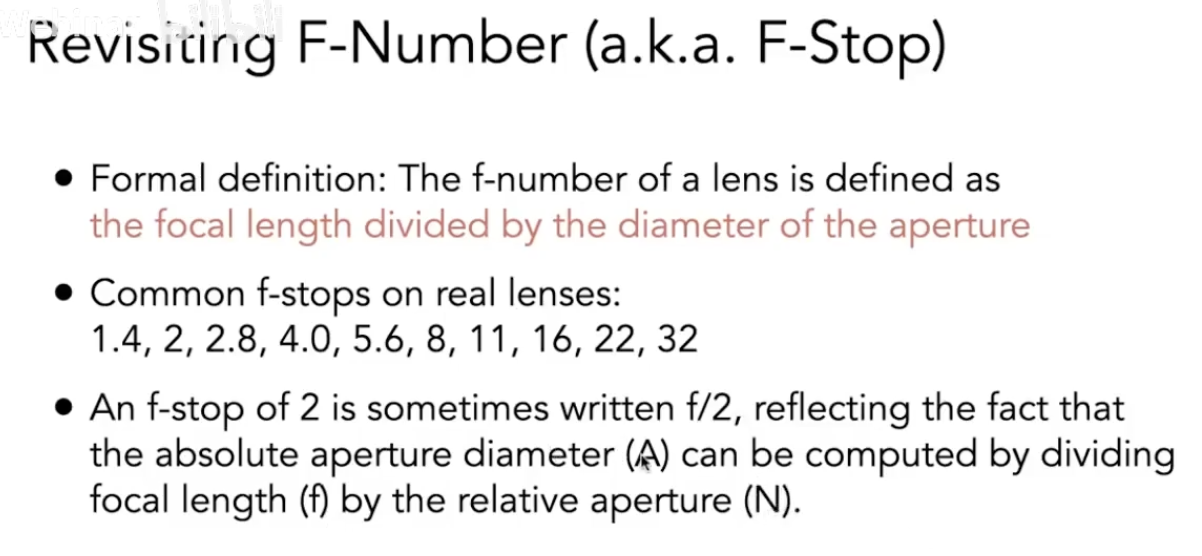 Revisiting F-Number (a.k.a. F-Stop)
• Formal definition: The f-number of a lens is defined as
the focal length divided by the diameter of the aperture
• Common f-stops on real lenses:
1.4, 2, 2.8, 4.0, 5.6, 8, 11, 16, 22, 32
• An f-stop of 2 is sometimes written f/2, reflecting the fact that
the absolute aperture diameter (A) can be computed by dividing
focal length (f) by the relative aperture (N).